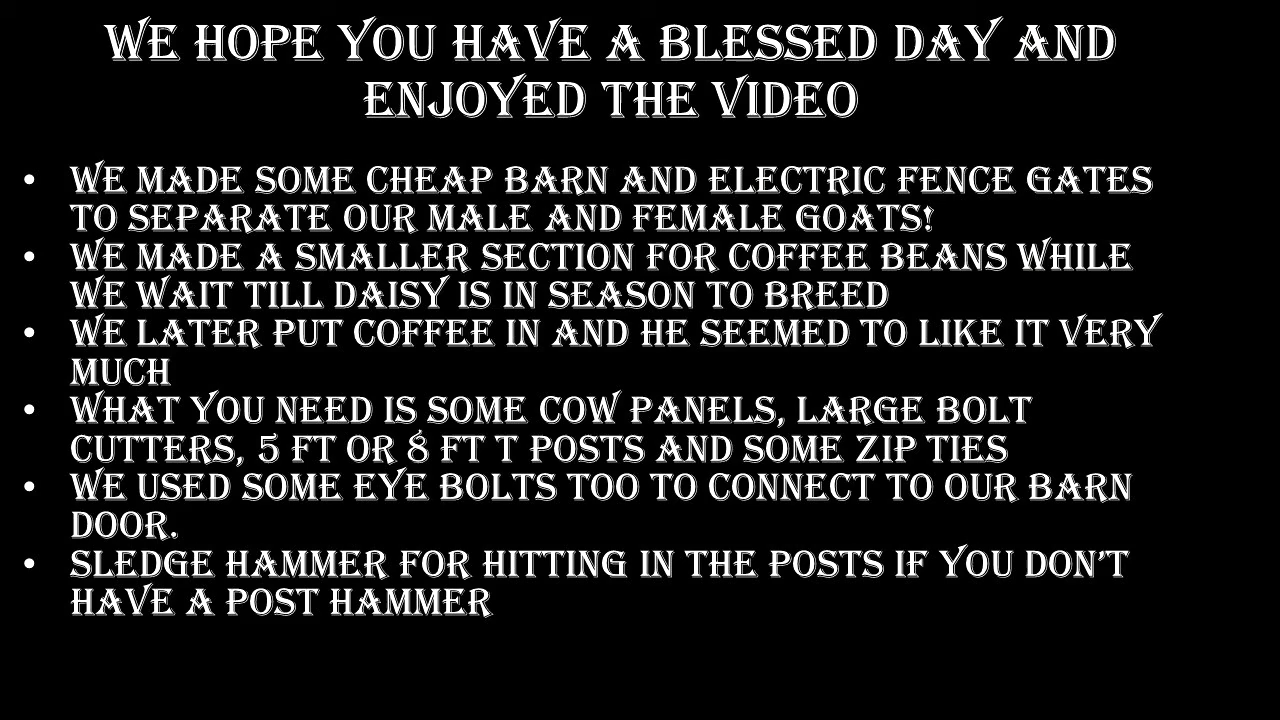 WE HOPE YOU HAVE A BLESSED DAY AND
ENJOYED THE VIDEO
• WE MADE SOME CHEAP BARN AND ELECTRIC FENCE GATES
TO SEPARATE OUR MALE AND FEMALE GOATS!
• WE MADE A SMALLER SECTION FOR COFFEE BEANS WHILE
WE WAIT TILL DAISY IS IN SEASON TO BREED
• WE LATER PUT COFFEE IN AND HE SEEMED TO LIKE IT VERY
MUCH
• WHAT YOU NEED IS SOME COW PANELS, LARGE BOLT
CUTTERS, 5 FT OR 8 FT T POSTS AND SOME ZIP TIES
• WE USED SOME EYE BOLTS TOO TO CONNECT TO OUR BARN
DOOR.
• SLEDGE HAMMER FOR HITTING IN THE POSTS IF YOU DON’T
HAVE A POST HAMMER